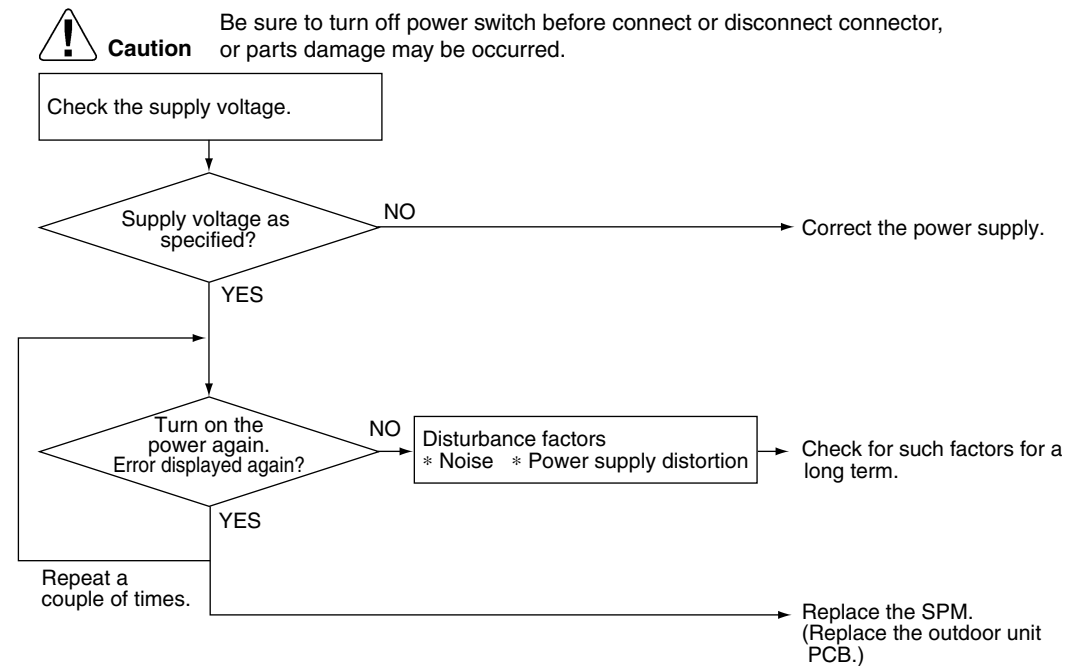 Be sure to turn off power switch before connect or disconnect connector,
Caution or parts damage may be occurred.
Check the supply voltage.
Supply voltage as
specified?
NO
Correct the power supply.
YES
Turn on the
power again.
Error displayed again?
NO
Disturbance factors
* Noise * Power supply distortion
Check for such factors for a
long term.
YES
Repeat a
couple of times.
Replace the SPM.
(Replace the outdoor unit
PCB.)